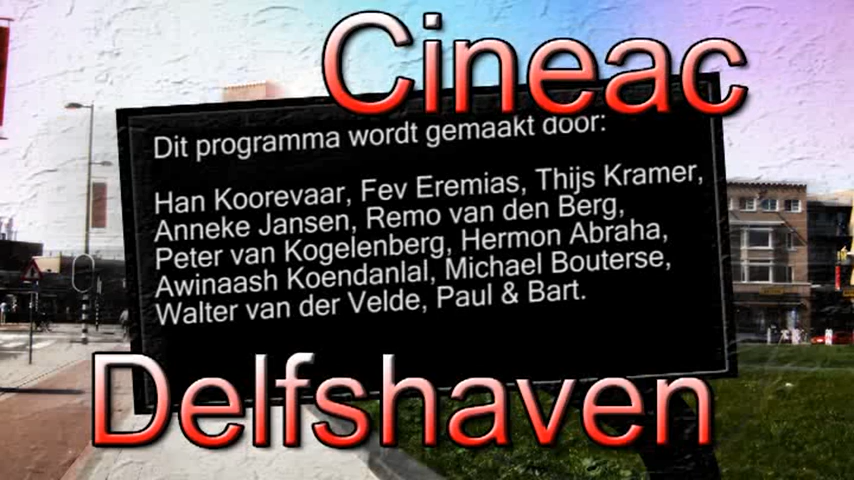 Cineac
Dit programma wordt gemaakt door:
Han Koorevaar, Fev Eremias, Thijs Kramer,
Anneke Jansen, Remo van den Berg,
Peter van Kogelenberg, Hermon Abraha,
Awinaash Koendanlal, Michael Bouterse,
Walter van der Velde, Paul & Bart.
Delfshaven